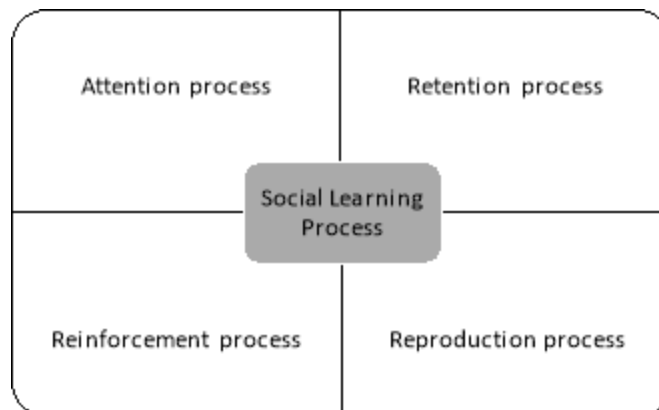 Attention process
Retention process
Social Learning
Process
Reinforcement process
Reproduction process